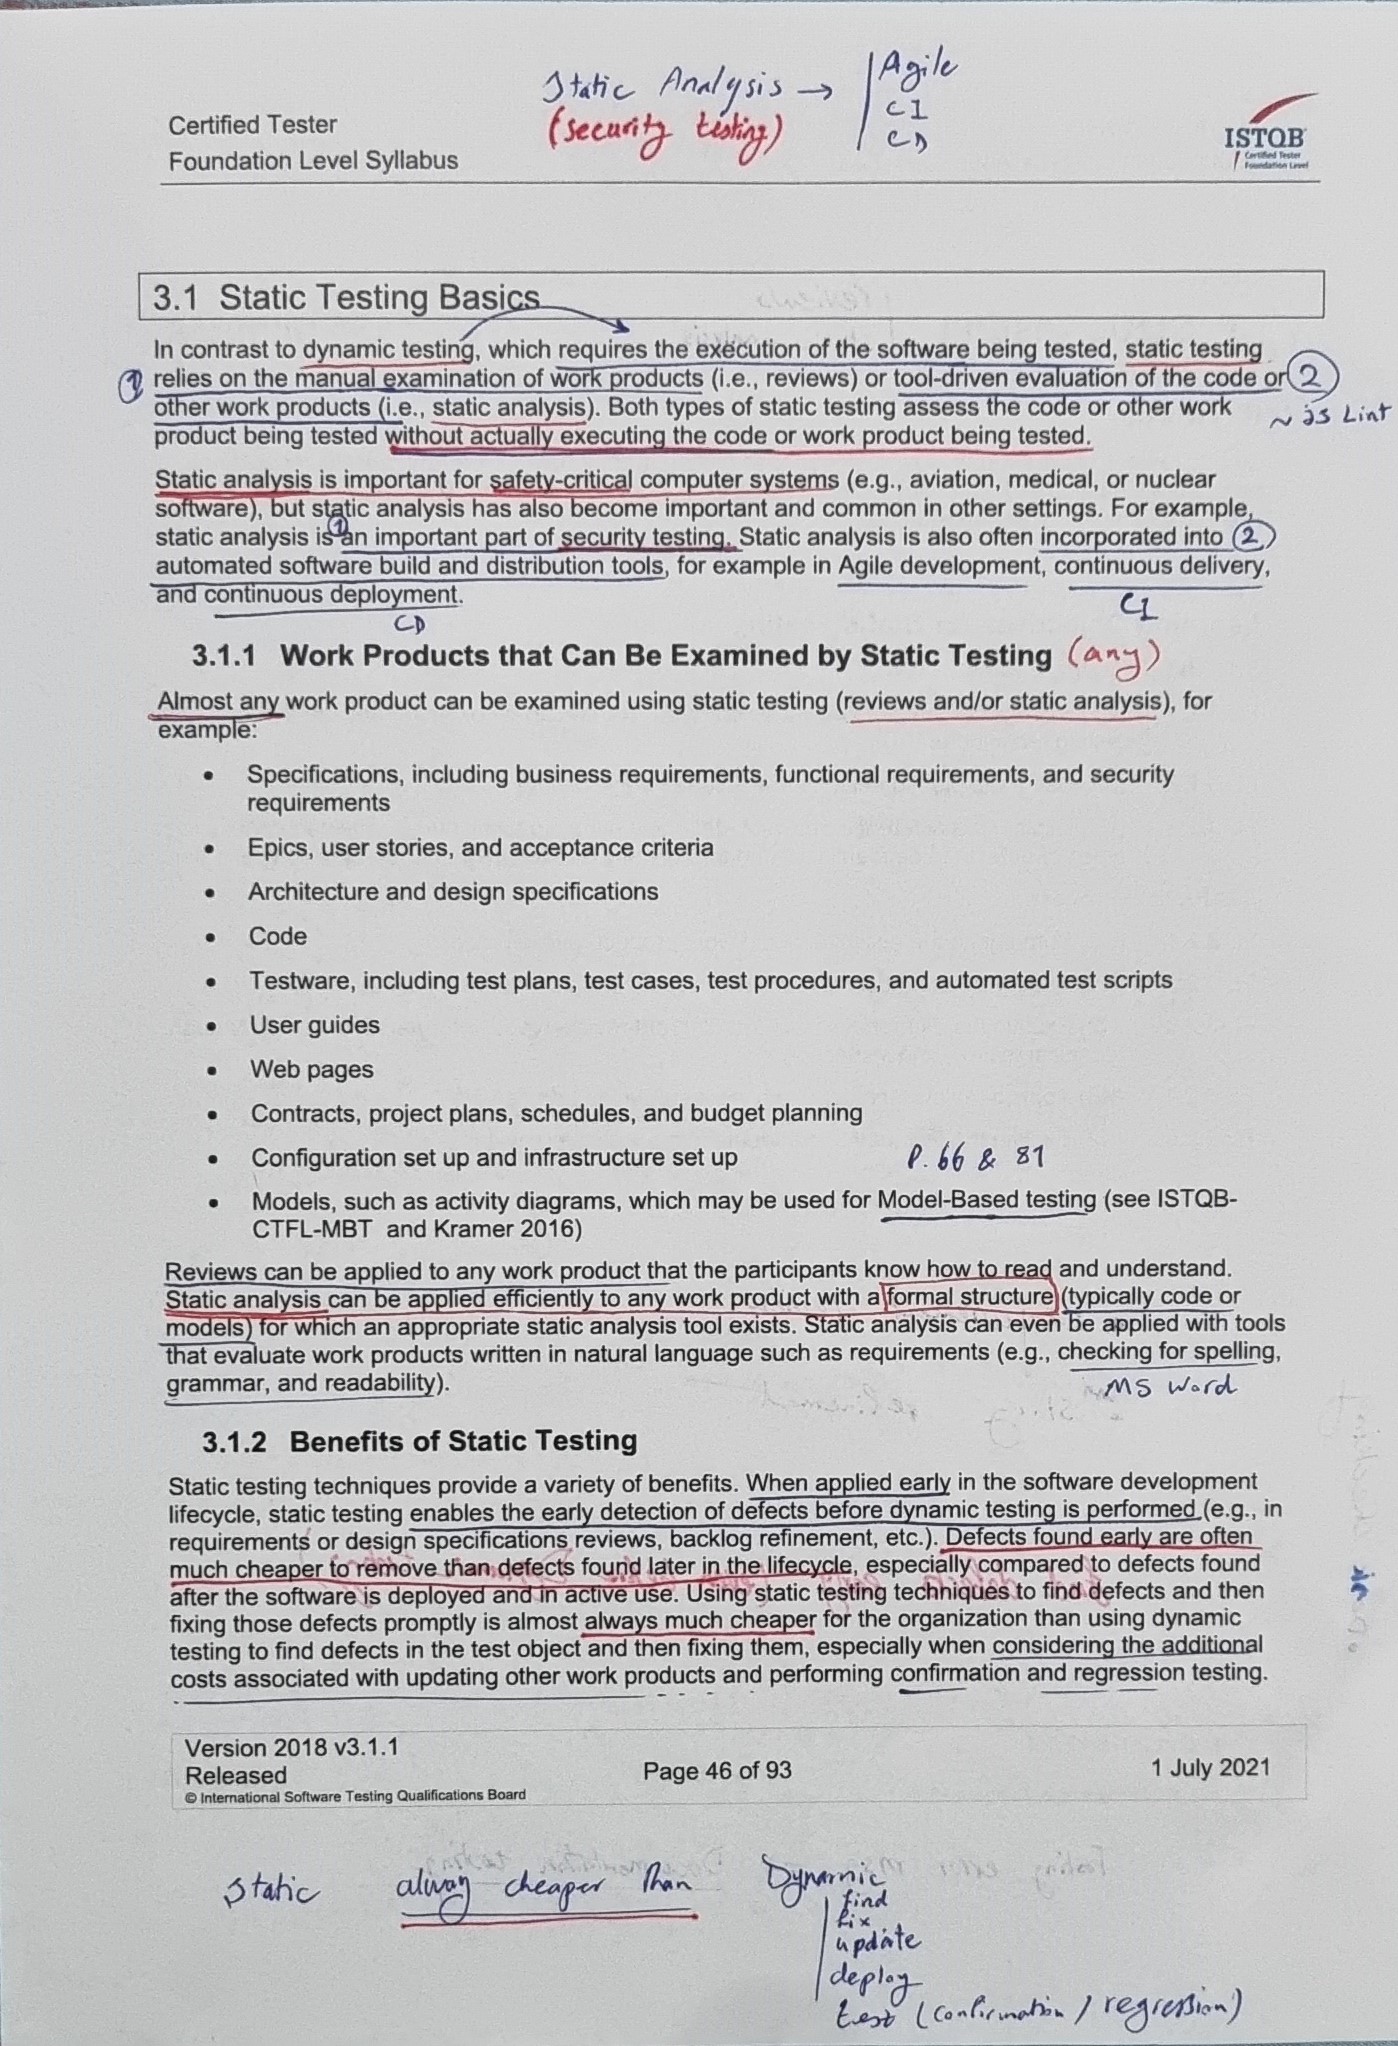 Static Analysis → | Agile
(security testing) CI
CD
Certified Tester
Foundation Level Syllabus
ISTQB
Certified Tester
Foundation Level
3.1 Static Testing Basics
In contrast to dynamic testing, which requires the execution of the software being tested, static testing
① relies on the manual examination of work products (i.e., reviews) or tool-driven evaluation of the code or ②
other work products (i.e., static analysis). Both types of static testing assess the code or other work
~ JS Lint
product being tested without actually executing the code or work product being tested.
Static analysis is important for safety-critical computer systems (e.g., aviation, medical, or nuclear
software), but static analysis has also become important and common in other settings. For example,
static analysis is ① an important part of security testing. Static analysis is also often incorporated into ②
automated software build and distribution tools, for example in Agile development, continuous delivery,
and continuous deployment.
CI
CD
3.1.1 Work Products that Can Be Examined by Static Testing (any)
Almost any work product can be examined using static testing (reviews and/or static analysis), for
example:
• Specifications, including business requirements, functional requirements, and security
requirements
• Epics, user stories, and acceptance criteria
• Architecture and design specifications
• Code
• Testware, including test plans, test cases, test procedures, and automated test scripts
• User guides
• Web pages
• Contracts, project plans, schedules, and budget planning
• Configuration set up and infrastructure set up P. 66 & 81
• Models, such as activity diagrams, which may be used for Model-Based testing (see ISTQB-
CTFL-MBT and Kramer 2016)
Reviews can be applied to any work product that the participants know how to read and understand.
Static analysis can be applied efficiently to any work product with a formal structure (typically code or
models) for which an appropriate static analysis tool exists. Static analysis can even be applied with tools
that evaluate work products written in natural language such as requirements (e.g., checking for spelling,
grammar, and readability).
MS Word
3.1.2 Benefits of Static Testing
Static testing techniques provide a variety of benefits. When applied early in the software development
lifecycle, static testing enables the early detection of defects before dynamic testing is performed (e.g., in
requirements or design specifications reviews, backlog refinement, etc.). Defects found early are often
much cheaper to remove than defects found later in the lifecycle, especially compared to defects found
after the software is deployed and in active use. Using static testing techniques to find defects and then
fixing those defects promptly is almost always much cheaper for the organization than using dynamic
testing to find defects in the test object and then fixing them, especially when considering the additional
costs associated with updating other work products and performing confirmation and regression testing.
Version 2018 v3.1.1
Released
Page 46 of 93
1 July 2021
© International Software Testing Qualifications Board
Static alway cheaper Than Dynamic
find
fix
update
deploy
test (confirmation / regression)